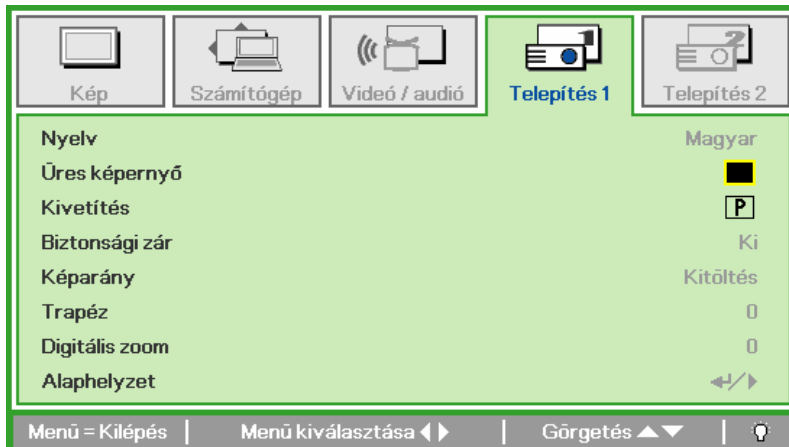 Kép
Számítógép
Videó / audió
Telepítés 1
Telepítés 2
Nyelv Magyar
Üres képernyő
Kivetítés P
Biztonsági zár Ki
Képarány Kitöltés
Trapéz 0
Digitális zoom 0
Alaphelyzet
Menü = Kilépés | Menü kiválasztása | Görgetés |